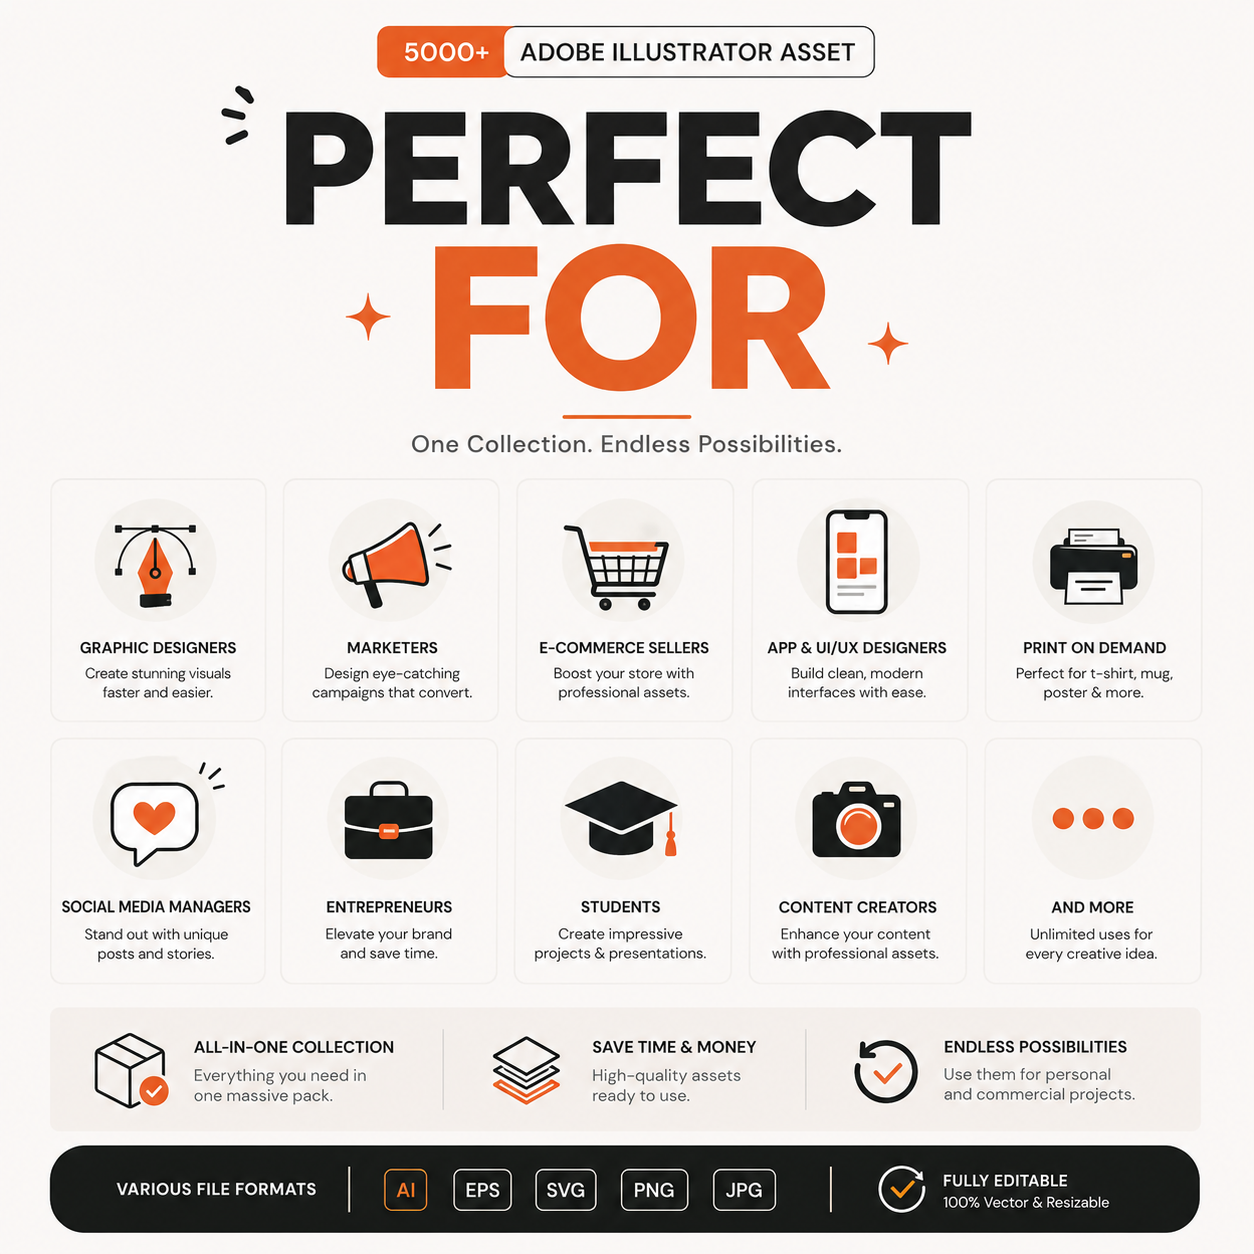 5000+ ADOBE ILLUSTRATOR ASSET
PERFECT
FOR
One Collection. Endless Possibilities.
GRAPHIC DESIGNERS
Create stunning visuals
faster and easier.
MARKETERS
Design eye-catching
campaigns that convert.
E-COMMERCE SELLERS
Boost your store with
professional assets.
APP & UI/UX DESIGNERS
Build clean, modern
interfaces with ease.
PRINT ON DEMAND
Perfect for t-shirt, mug,
poster & more.
SOCIAL MEDIA MANAGERS
Stand out with unique
posts and stories.
ENTREPRENEURS
Elevate your brand
and save time.
STUDENTS
Create impressive
projects & presentations.
CONTENT CREATORS
Enhance your content
with professional assets.
AND MORE
Unlimited uses for
every creative idea.
ALL-IN-ONE COLLECTION
Everything you need in
one massive pack.
SAVE TIME & MONEY
High-quality assets
ready to use.
ENDLESS POSSIBILITIES
Use them for personal
and commercial projects.
VARIOUS FILE FORMATS
AI EPS SVG PNG JPG
FULLY EDITABLE
100% Vector & Resizable